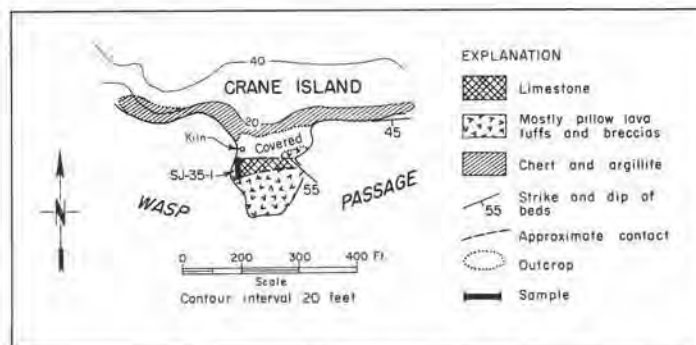 40
CRANE ISLAND
20
45
Kiln
Covered
SJ-35-1
55
WASP
PASSAGE
N
0 100 200 300 400 Ft.
Scale
Contour interval 20 feet
EXPLANATION
Limestone
Mostly pillow lava
tuffs and breccias
Chert and argillite
55
Strike and dip of
beds
Approximate contact
Outcrop
Sample